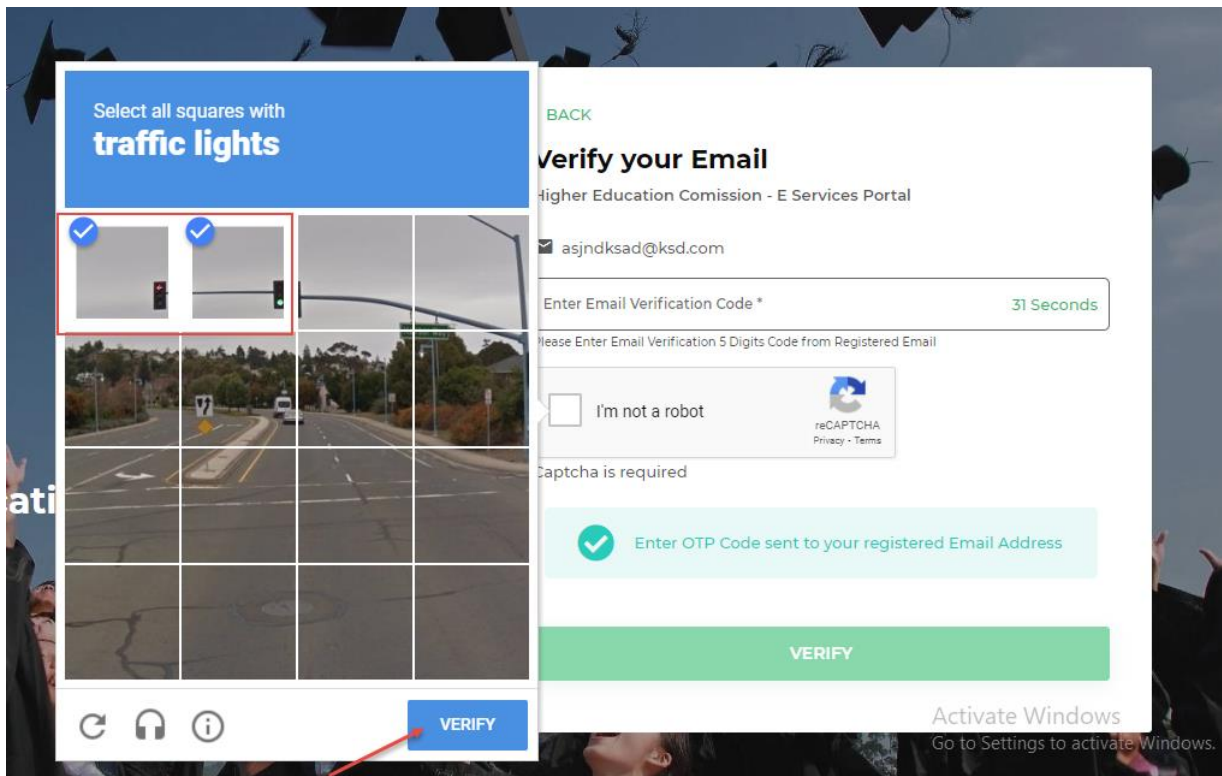 Select all squares with
traffic lights
VERIFY
BACK
Verify your Email
Higher Education Comission - E Services Portal
asjndksad@ksd.com
Enter Email Verification Code *
31 Seconds
Please Enter Email Verification 5 Digits Code from Registered Email
I'm not a robot
reCAPTCHA
Privacy - Terms
Captcha is required
Enter OTP Code sent to your registered Email Address
VERIFY
ati
Activate Windows
Go to Settings to activate Windows.